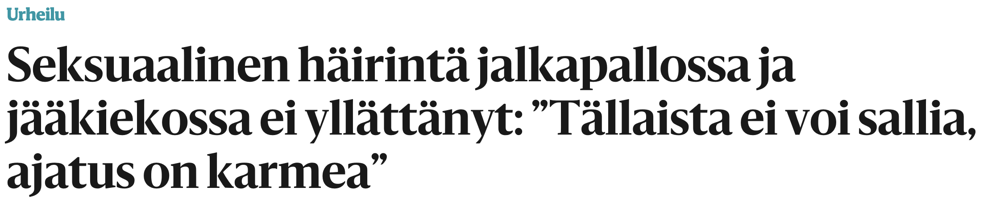 Urheilu
Seksuaalinen häirintä jalkapallossa ja
jääkiekossa ei yllättänyt: ”Tällaista ei voi sallia,
ajatus on karmea”